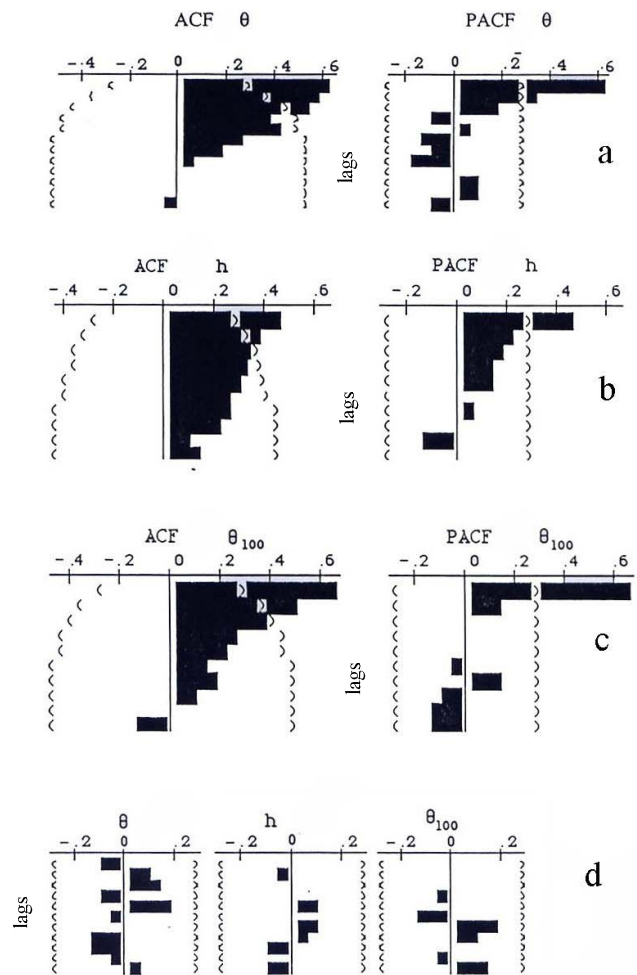 ACF θ PACF θ
-.4 -.2 0 .2 .4 .6 -.2 0 .2 .4 .6
lags a
ACF h PACF h
-.4 -.2 0 .2 .4 .6 -.2 0 .2 .4 .6
lags b
ACF θ100 PACF θ100
-.4 -.2 0 .2 .4 .6 -.2 0 .2 .4 .6
lags c
θ h θ100
-.2 0 .2 -.2 0 .2 -.2 0 .2
lags d